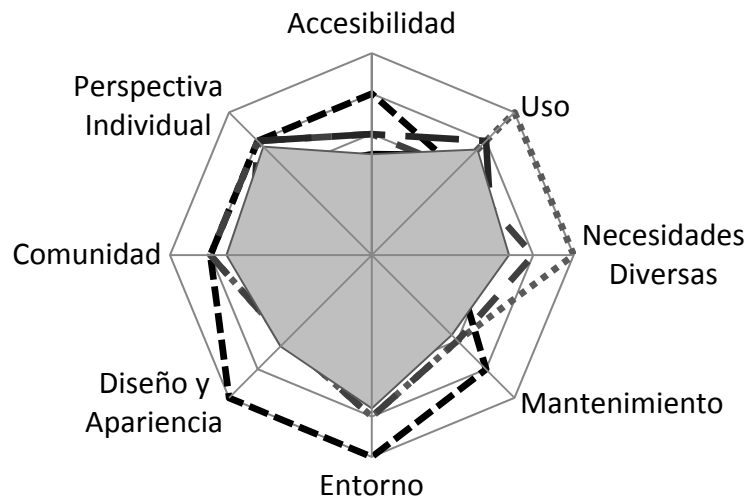 Accesibilidad
Uso
Necesidades
Diversas
Mantenimiento
Entorno
Diseño y
Apariencia
Comunidad
Perspectiva
Individual